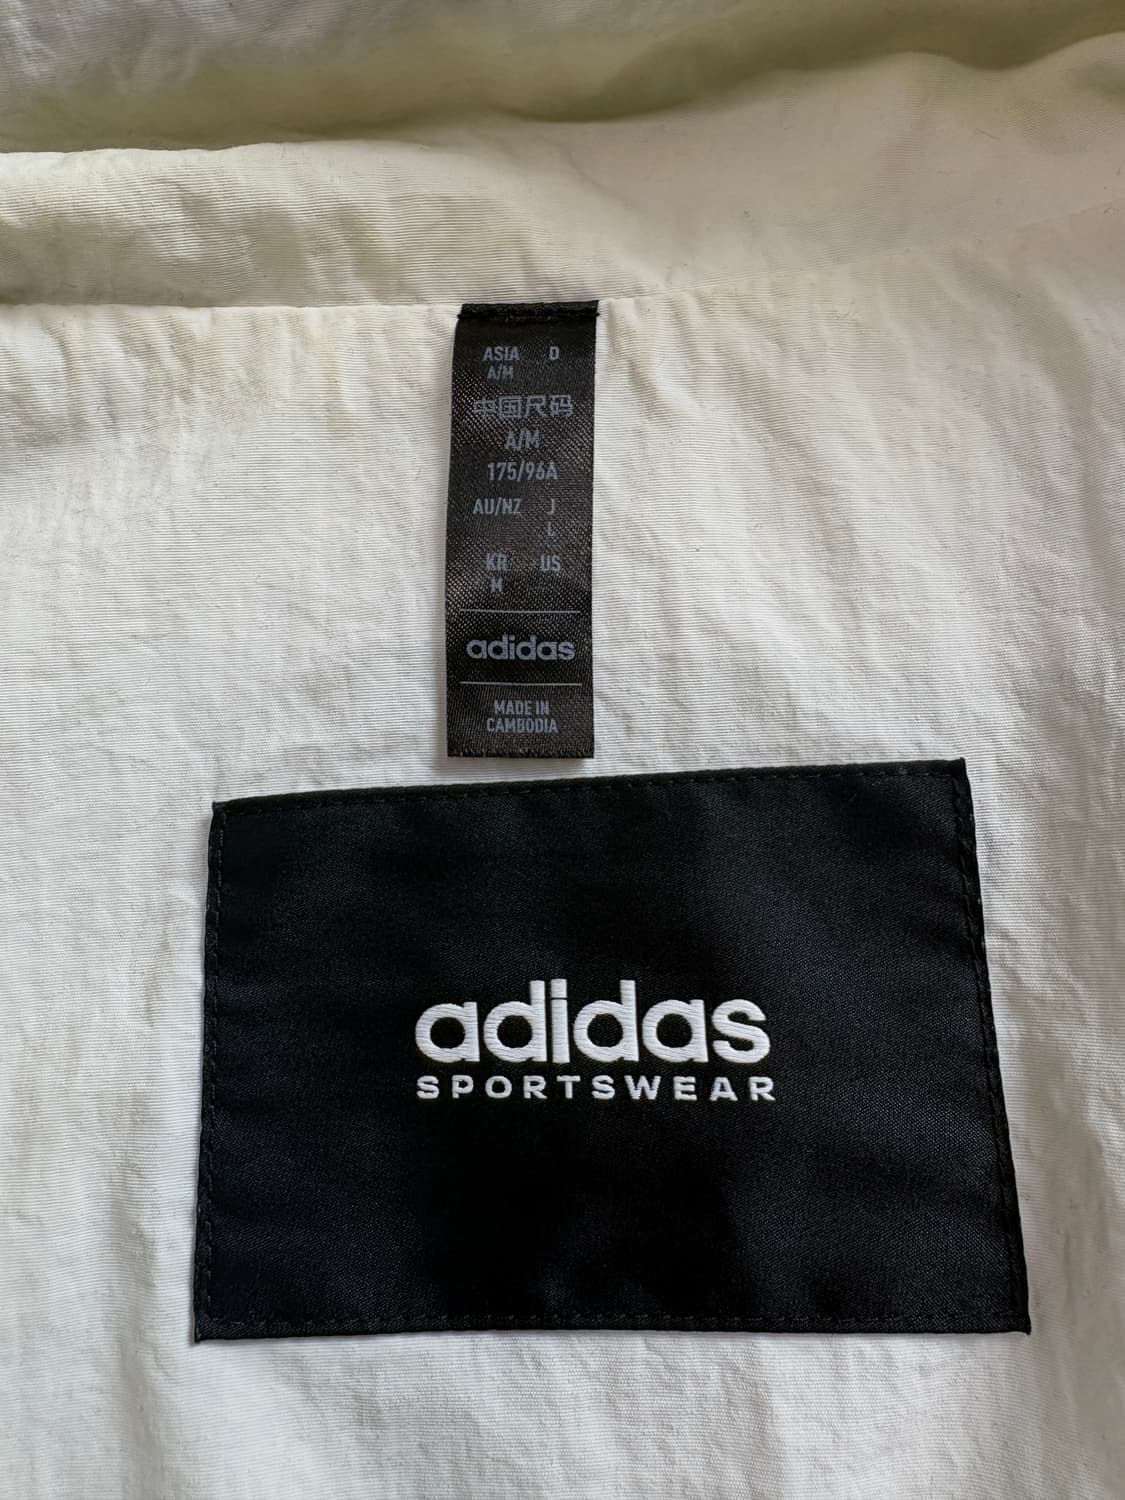 ASIA D
A/M
中国尺码
A/M
175/96A
AU/NZ J
L
KR US
M
adidas
MADE IN
CAMBODIA
adidas
SPORTSWEAR